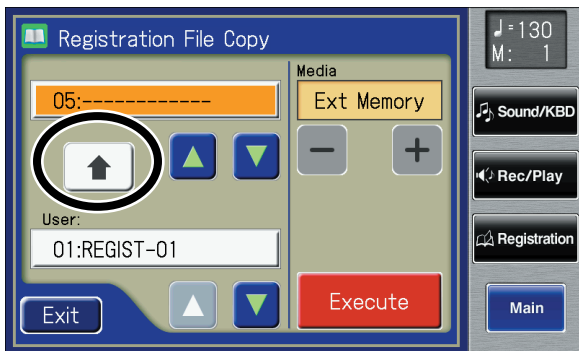 Registration File Copy
05:------------
Media
Ext Memory
User:
01:REGIST-01
Exit
Execute
♩=130
M: 1
Sound/KBD
Rec/Play
Registration
Main